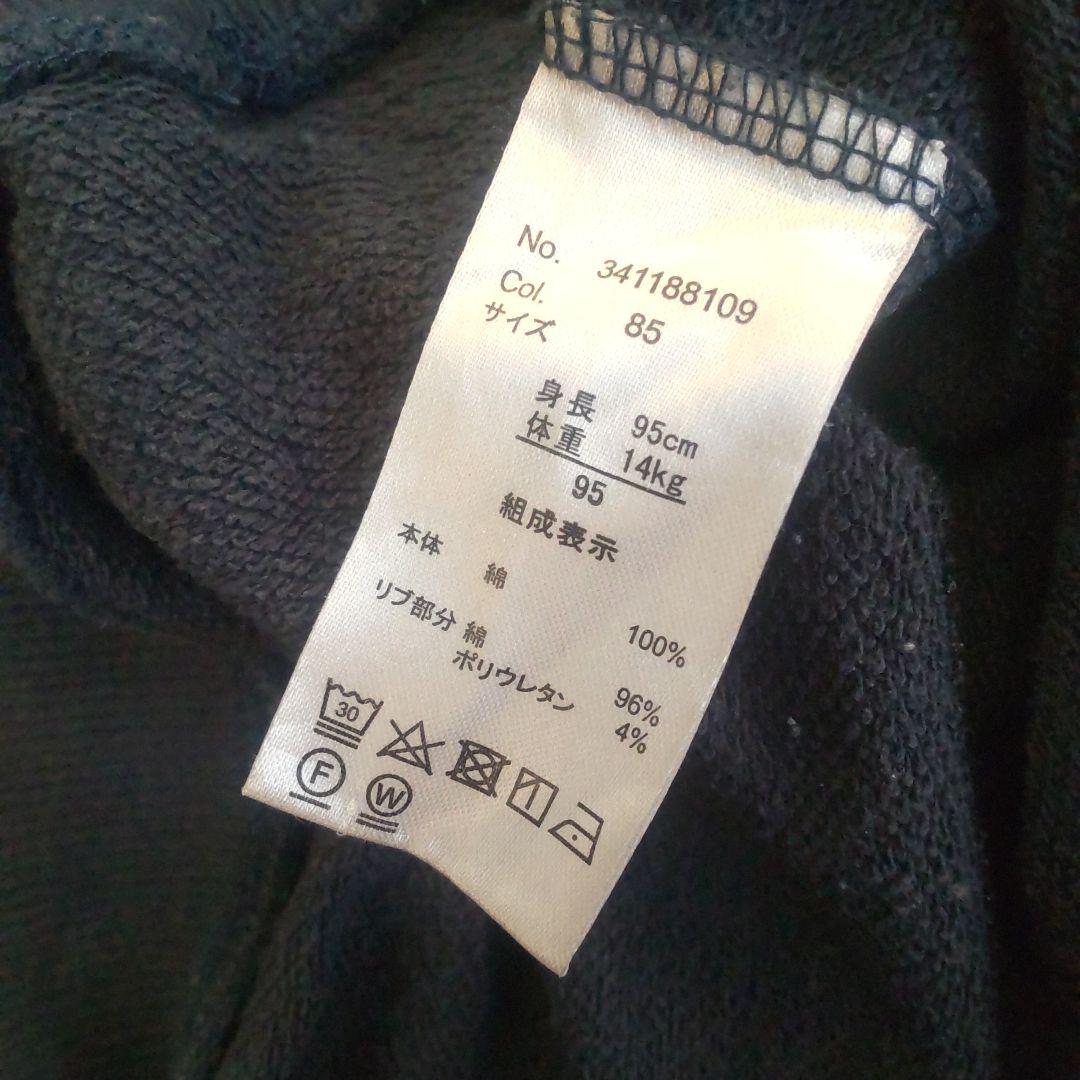 No. 341188109
Col. 85
サイズ
身長 95cm
体重 14kg
95
組成表示
本体 綿 100%
リブ部分 綿 96%
ポリウレタン 4%
30
F W